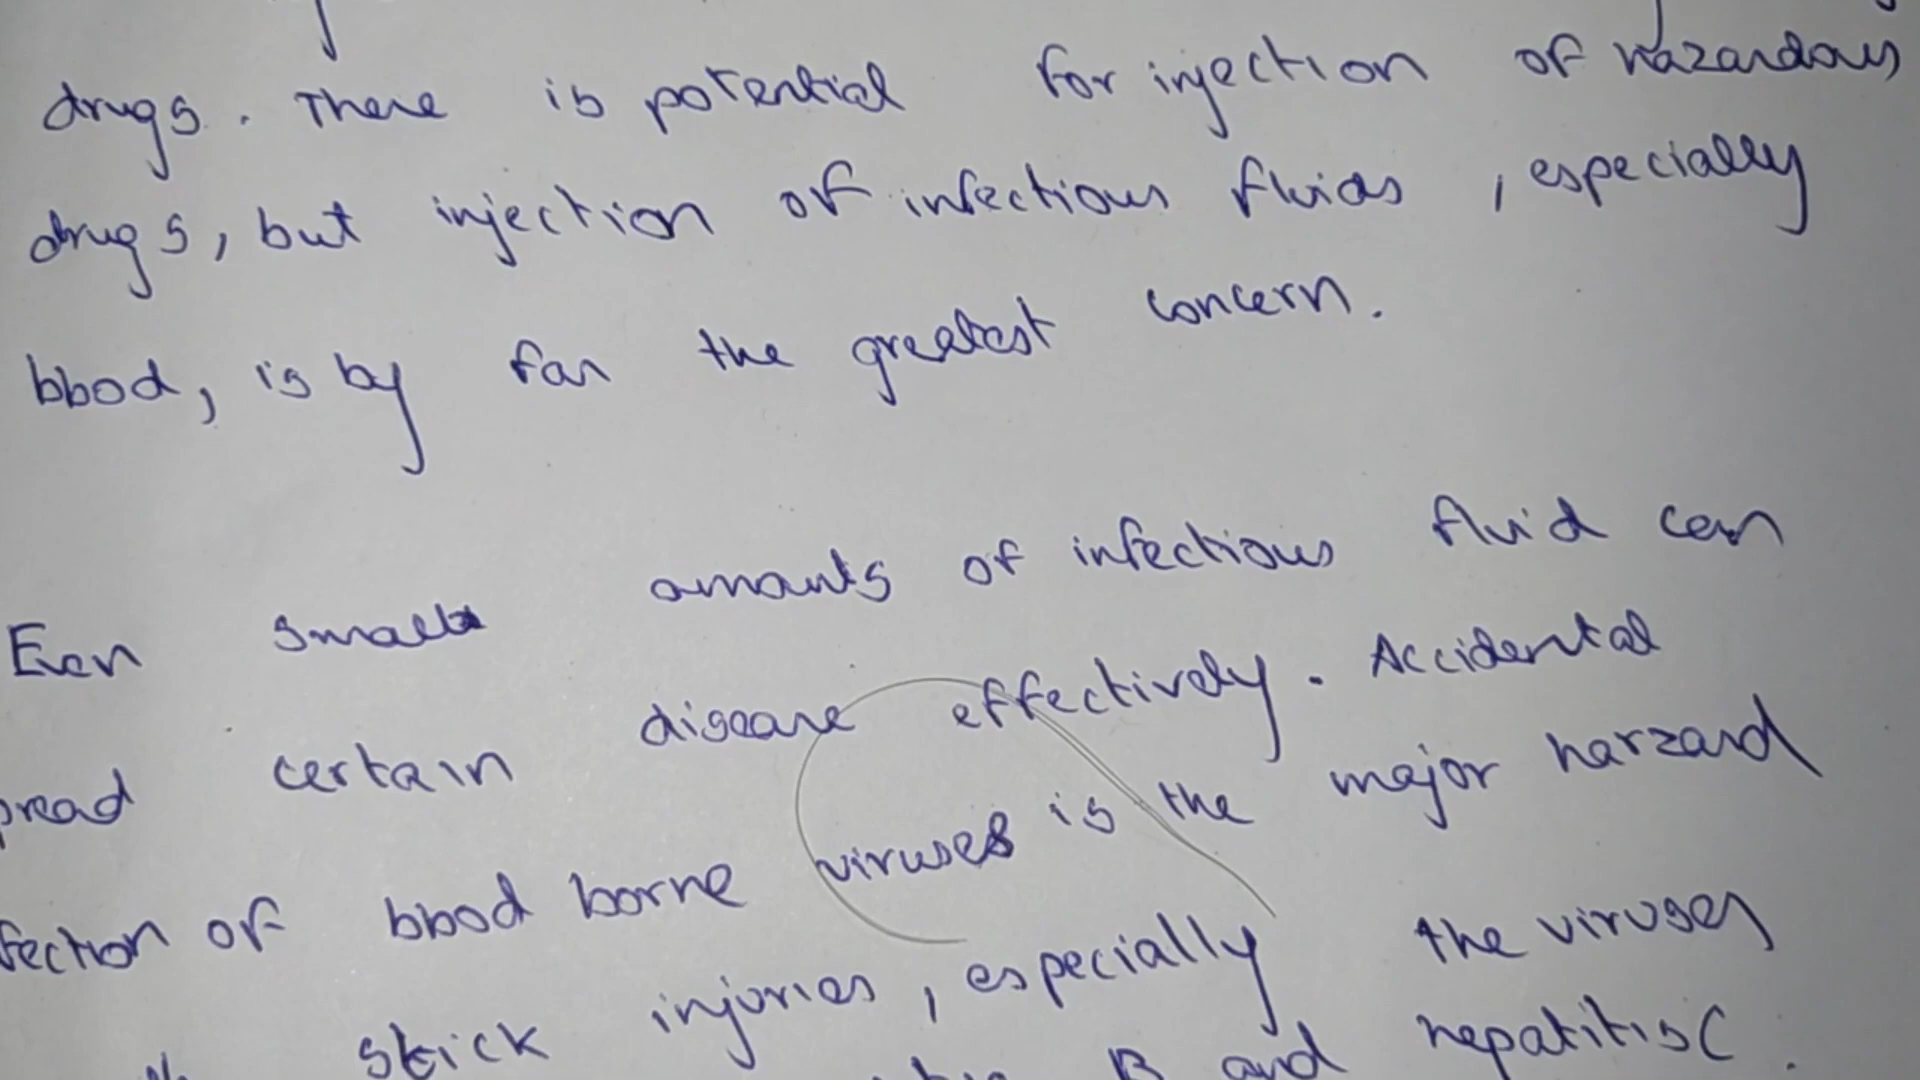 drugs. There is potential for injection of hazardous
drugs, but injection of infectious fluids, especially
blood, is by far the greatest concern.
Even small amounts of infectious fluid can
pread certain disease effectively. Accidental
fection of blood borne viruses is the major harzard
stick injuries, especially the viruses
B and hepatitis C.